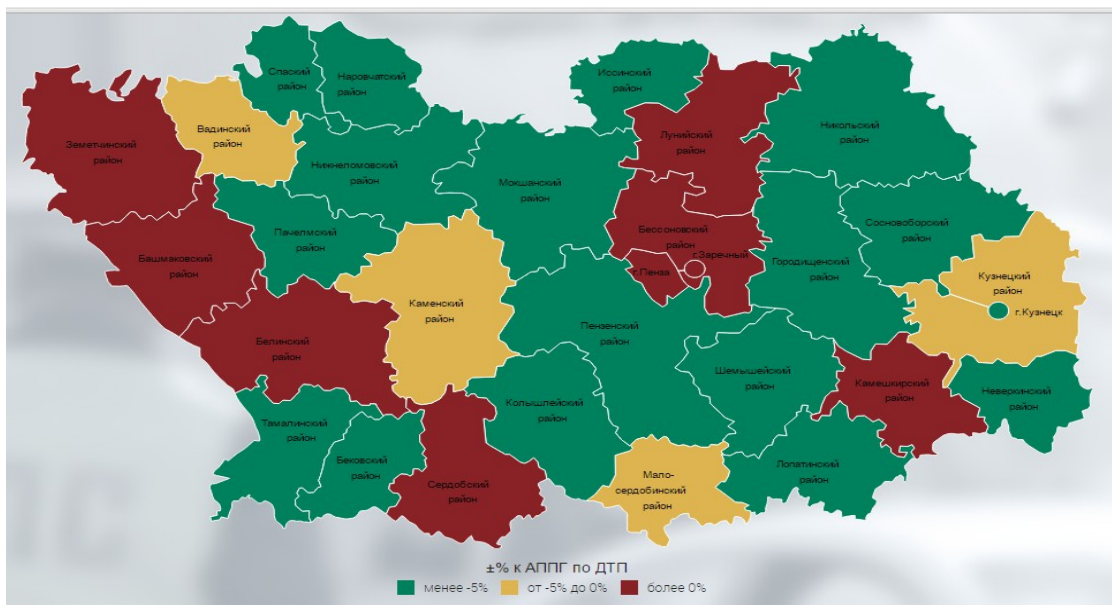 Спаский
район
Наровчатский
район
Иссинский
район
Вадинский
район
Земетчинский
район
Лунийский
район
Никольский
район
Нижнеломовский
район
Мокшанский
район
Сосновоборский
район
Пачелмский
район
Бессоновский
район
г.Заречный
г.Пенза
Городищенский
район
Башмаковский
район
Кузнецкий
район
г.Кузнецк
Каменский
район
Пензенский
район
Белинский
район
Шемышейский
район
Камешкирский
район
Неверкинский
район
Колышлейский
район
Тамалинский
район
Бековский
район
Сердобский
район
Мало-
сердобинский
район
Лопатинский
район
±% к АППГ по ДТП
менее -5% от -5% до 0% более 0%